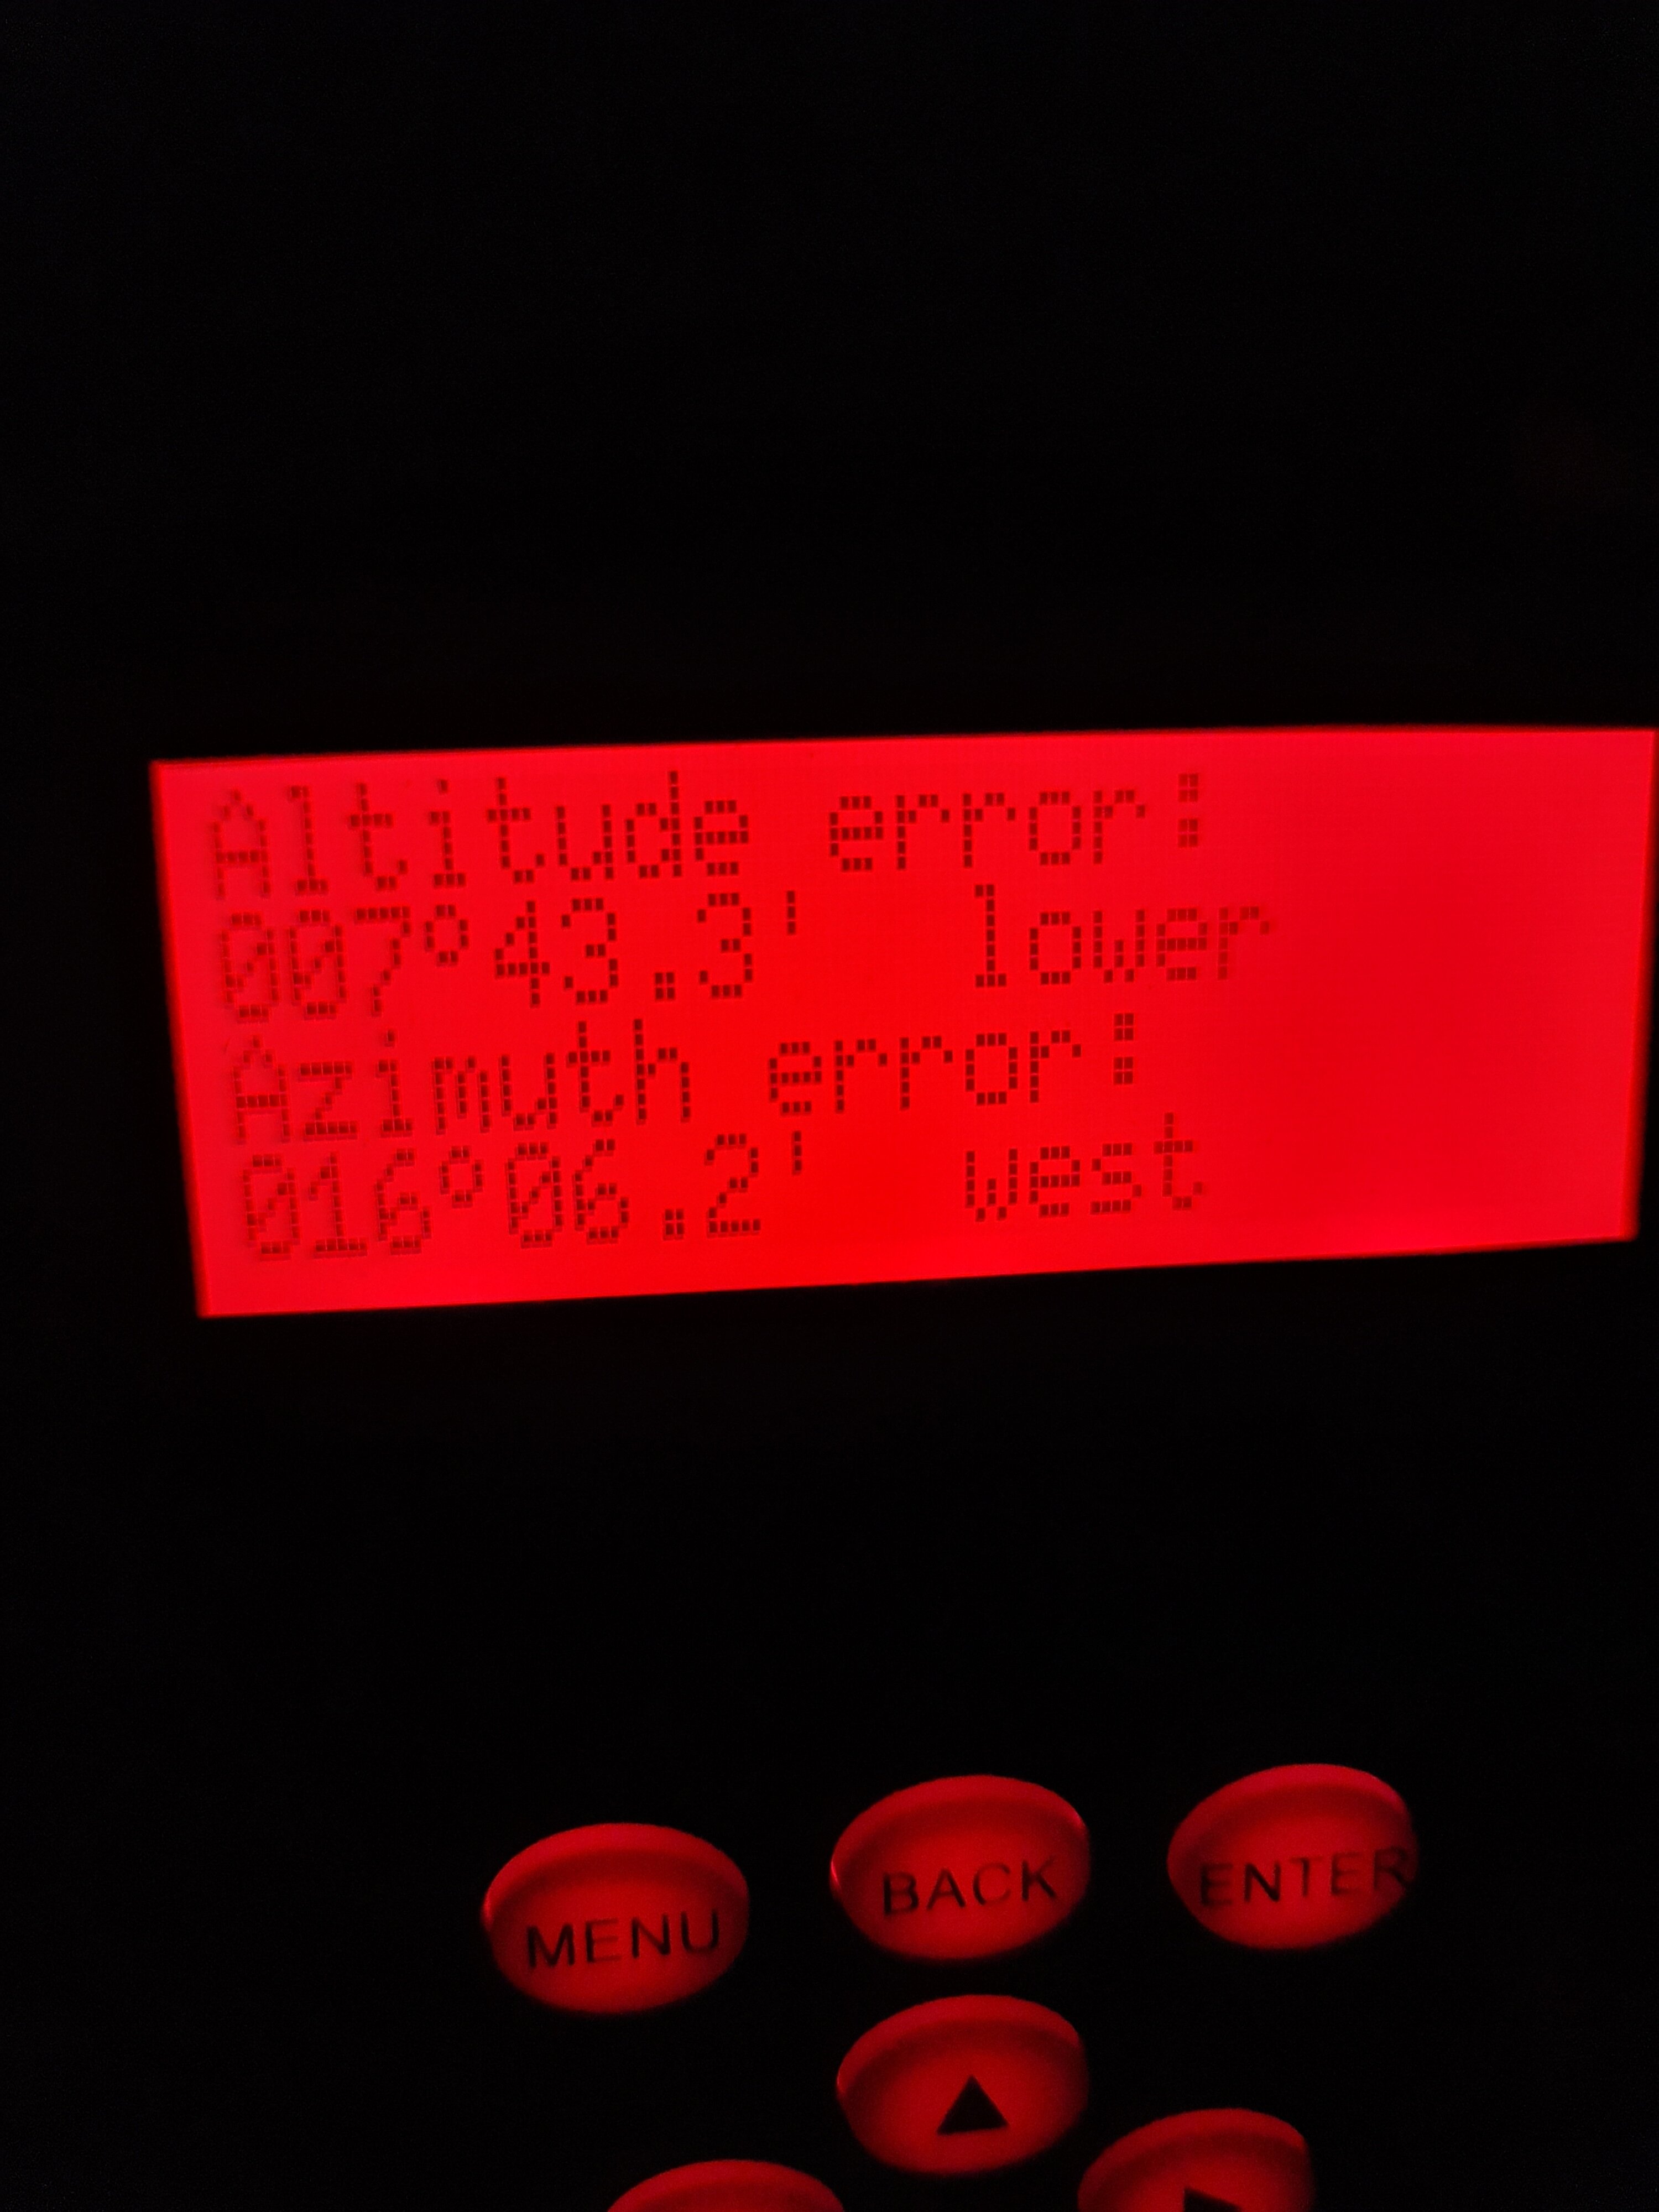 Altitude error:
007°43.3' lower
Azimuth error:
016°06.2' west
MENU
BACK
ENTER